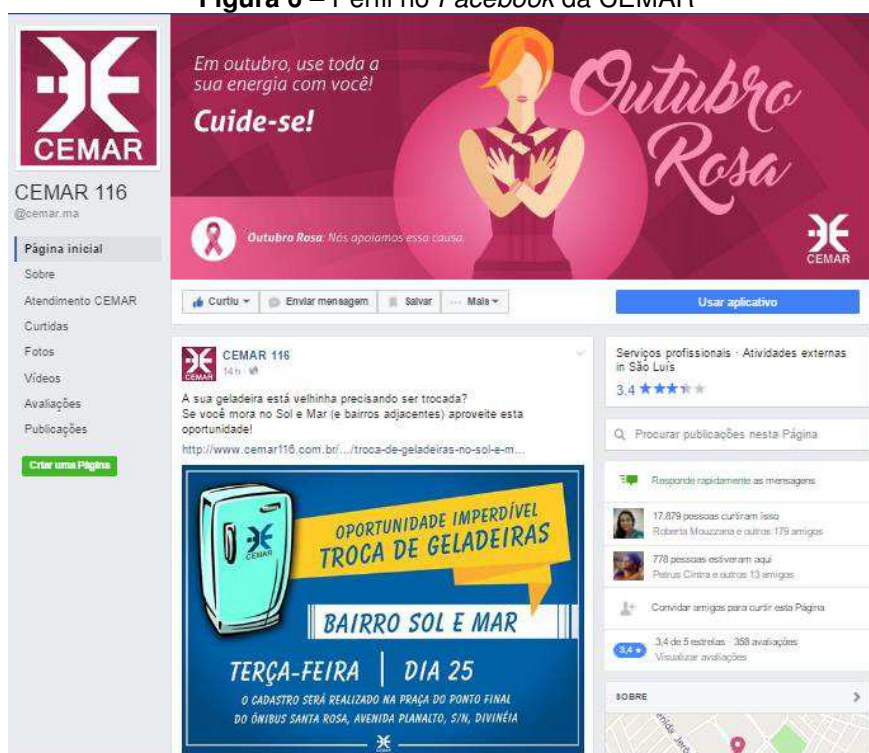 Figura 6 – Perfil no Facebook da CEMAR
CEMAR
CEMAR 116
@cemar.ma
Página inicial
Sobre
Atendimento CEMAR
Curtidas
Fotos
Vídeos
Avaliações
Publicações
Criar uma Página
Em outubro, use toda a
sua energia com você!
Cuide-se!
Outubro
Rosa
Outubro Rosa: Nós apoiamos essa causa.
CEMAR
Curtiu
Enviar mensagem
Salvar
Mais
Usar aplicativo
CEMAR
CEMAR 116
14 h
A sua geladeira está velhinha precisando ser trocada?
Se você mora no Sol e Mar (e bairros adjacentes) aproveite esta
oportunidade!
http://www.cemar116.com.br/.../troca-de-geladeiras-no-sol-e-m...
CEMAR
OPORTUNIDADE IMPERDÍVEL
TROCA DE GELADEIRAS
BAIRRO SOL E MAR
TERÇA-FEIRA | DIA 25
O CADASTRO SERÁ REALIZADO NA PRAÇA DO PONTO FINAL
DO ÔNIBUS SANTA ROSA, AVENIDA PLANALTO, S/N, DIVINÉIA
Serviços profissionais · Atividades externas
in São Luís
3,4
Procurar publicações nesta Página
Responde rapidamente as mensagens
17.879 pessoas curtiram isso
Roberta Mouzzana e outros 179 amigos
778 pessoas estiveram aqui
Petrus Cintra e outros 13 amigos
Convidar amigos para curtir esta Página
3,4
3,4 de 5 estrelas · 358 avaliações
Visualizar avaliações
SOBRE